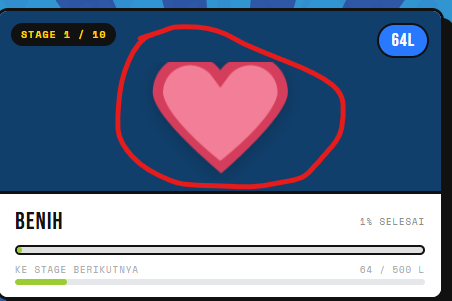 STAGE 1 / 10
64L
BENIH
1% SELESAI
KE STAGE BERIKUTNYA
64 / 500 L